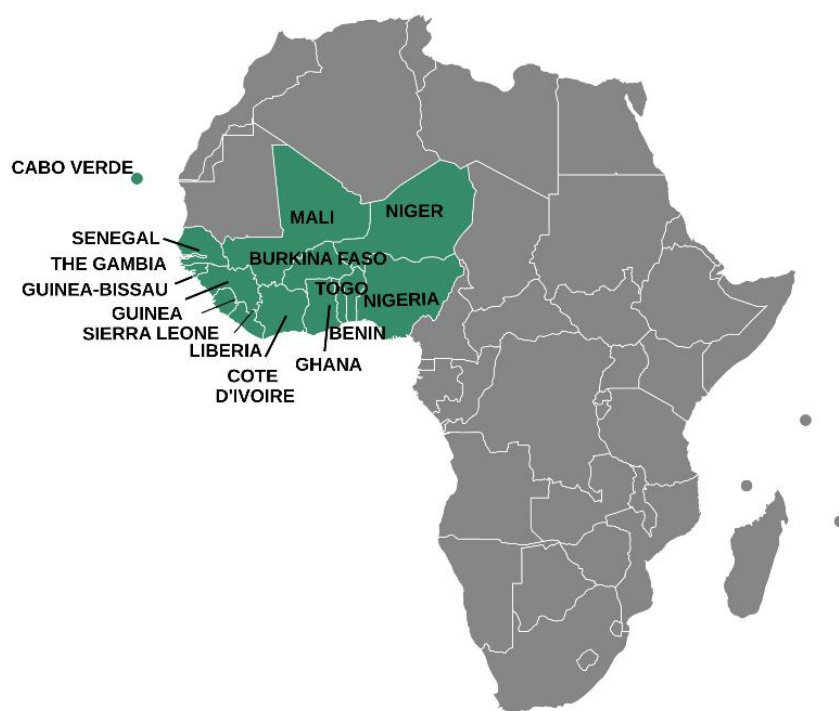 CABO VERDE
MALI
NIGER
SENEGAL
BURKINA FASO
THE GAMBIA
GUINEA-BISSAU
TOGO
NIGERIA
GUINEA
SIERRA LEONE
BENIN
LIBERIA
GHANA
COTE
D'IVOIRE